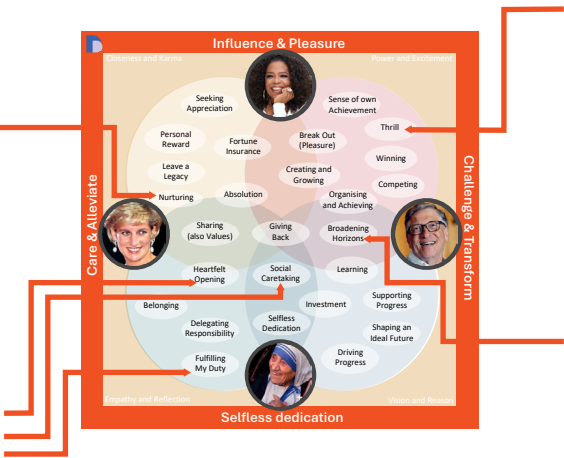 Influence & Pleasure
Closeness and Karma
Power and Excitement
Seeking
Appreciation
Sense of own
Achievement
Thrill
Personal
Reward
Fortune
Insurance
Break Out
(Pleasure)
Winning
Leave a
Legacy
Creating and
Growing
Competing
Nurturing
Absolution
Organising
and Achieving
Care & Alleviate
Challenge & Transform
Sharing
(also Values)
Giving
Back
Broadening
Horizons
Heartfelt
Opening
Social
Caretaking
Learning
Belonging
Investment
Supporting
Progress
Delegating
Responsibility
Selfless
Dedication
Shaping an
Ideal Future
Fulfilling
My Duty
Driving
Progress
Empathy and Reflection
Vision and Reason
Selfless dedication